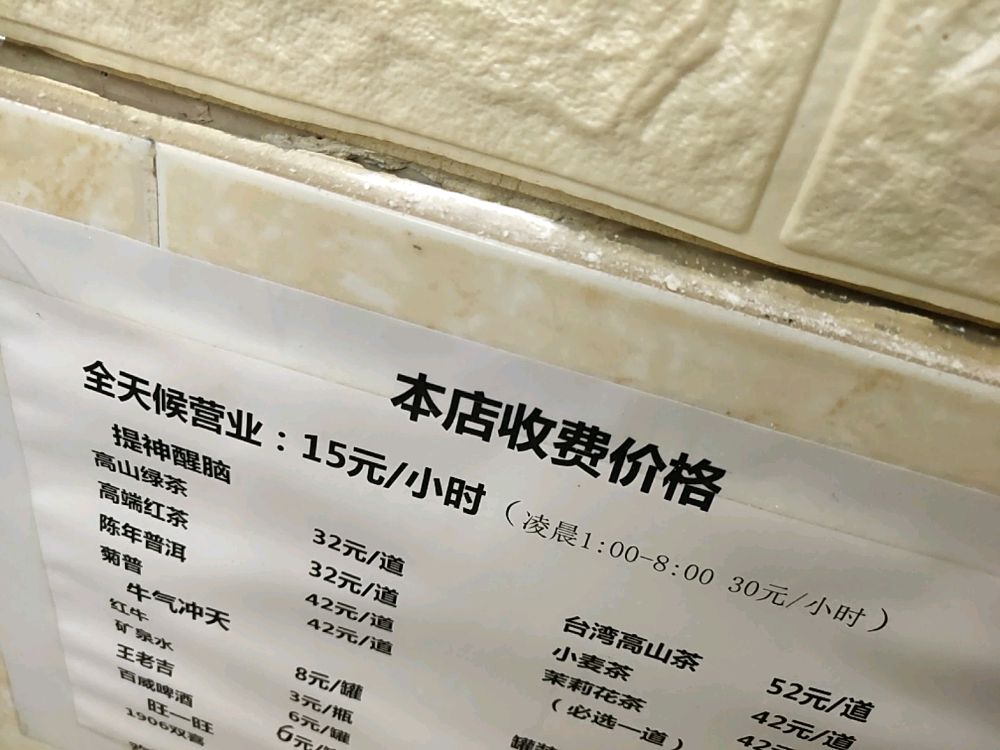 本店收费价格
全天候营业：15元/小时（凌晨1:00-8:00 30元/小时）
提神醒脑
高山绿茶 32元/道
高端红茶 32元/道
陈年普洱 42元/道
菊普 42元/道
台湾高山茶 52元/道
小麦茶 42元/道
茉莉花茶 42
（必选一道）
牛气冲天
红牛 8元/罐
矿泉水 3元/瓶
王老吉 6元/罐
百威啤酒 6元/
罐装
旺一旺
1906双喜